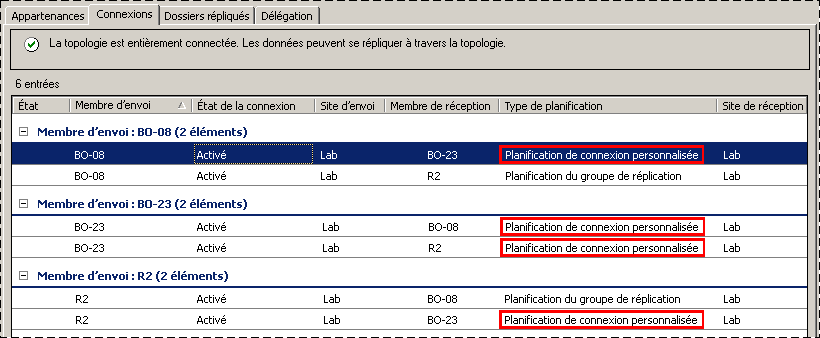 Appartenances Connexions Dossiers répliqués Délégation
La topologie est entièrement connectée. Les données peuvent se répliquer à travers la topologie.
6 entrées
État Membre d'envoi État de la connexion Site d'envoi Membre de réception Type de planification Site de réception
Membre d'envoi : BO-08 (2 éléments)
BO-08 Activé Lab BO-23 Planification de connexion personnalisée Lab
BO-08 Activé Lab R2 Planification du groupe de réplication Lab
Membre d'envoi : BO-23 (2 éléments)
BO-23 Activé Lab BO-08 Planification de connexion personnalisée Lab
BO-23 Activé Lab R2 Planification de connexion personnalisée Lab
Membre d'envoi : R2 (2 éléments)
R2 Activé Lab BO-08 Planification du groupe de réplication Lab
R2 Activé Lab BO-23 Planification de connexion personnalisée Lab